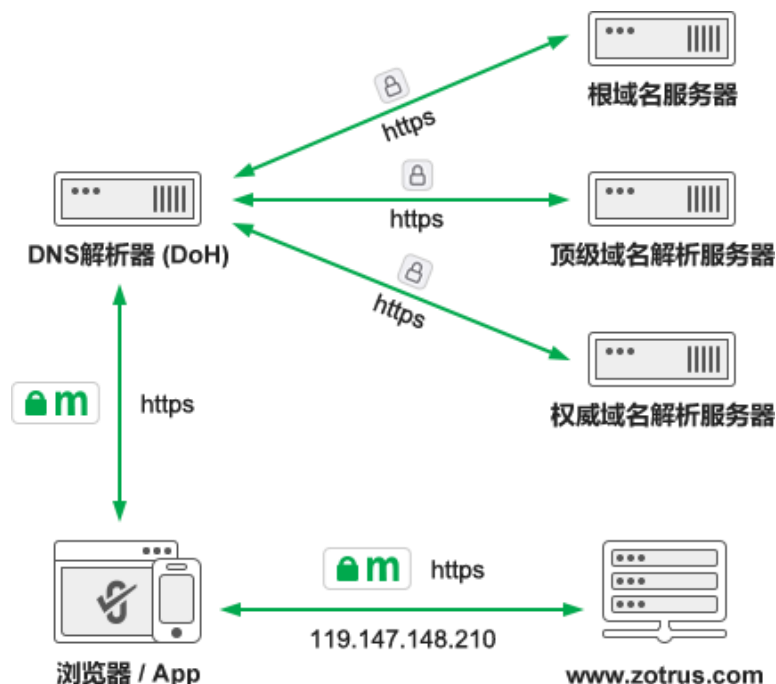 根域名服务器
https
DNS解析器 (DoH)
https
顶级域名解析服务器
https
权威域名解析服务器
m
https
m
https
119.147.148.210
浏览器 / App
www.zotrus.com